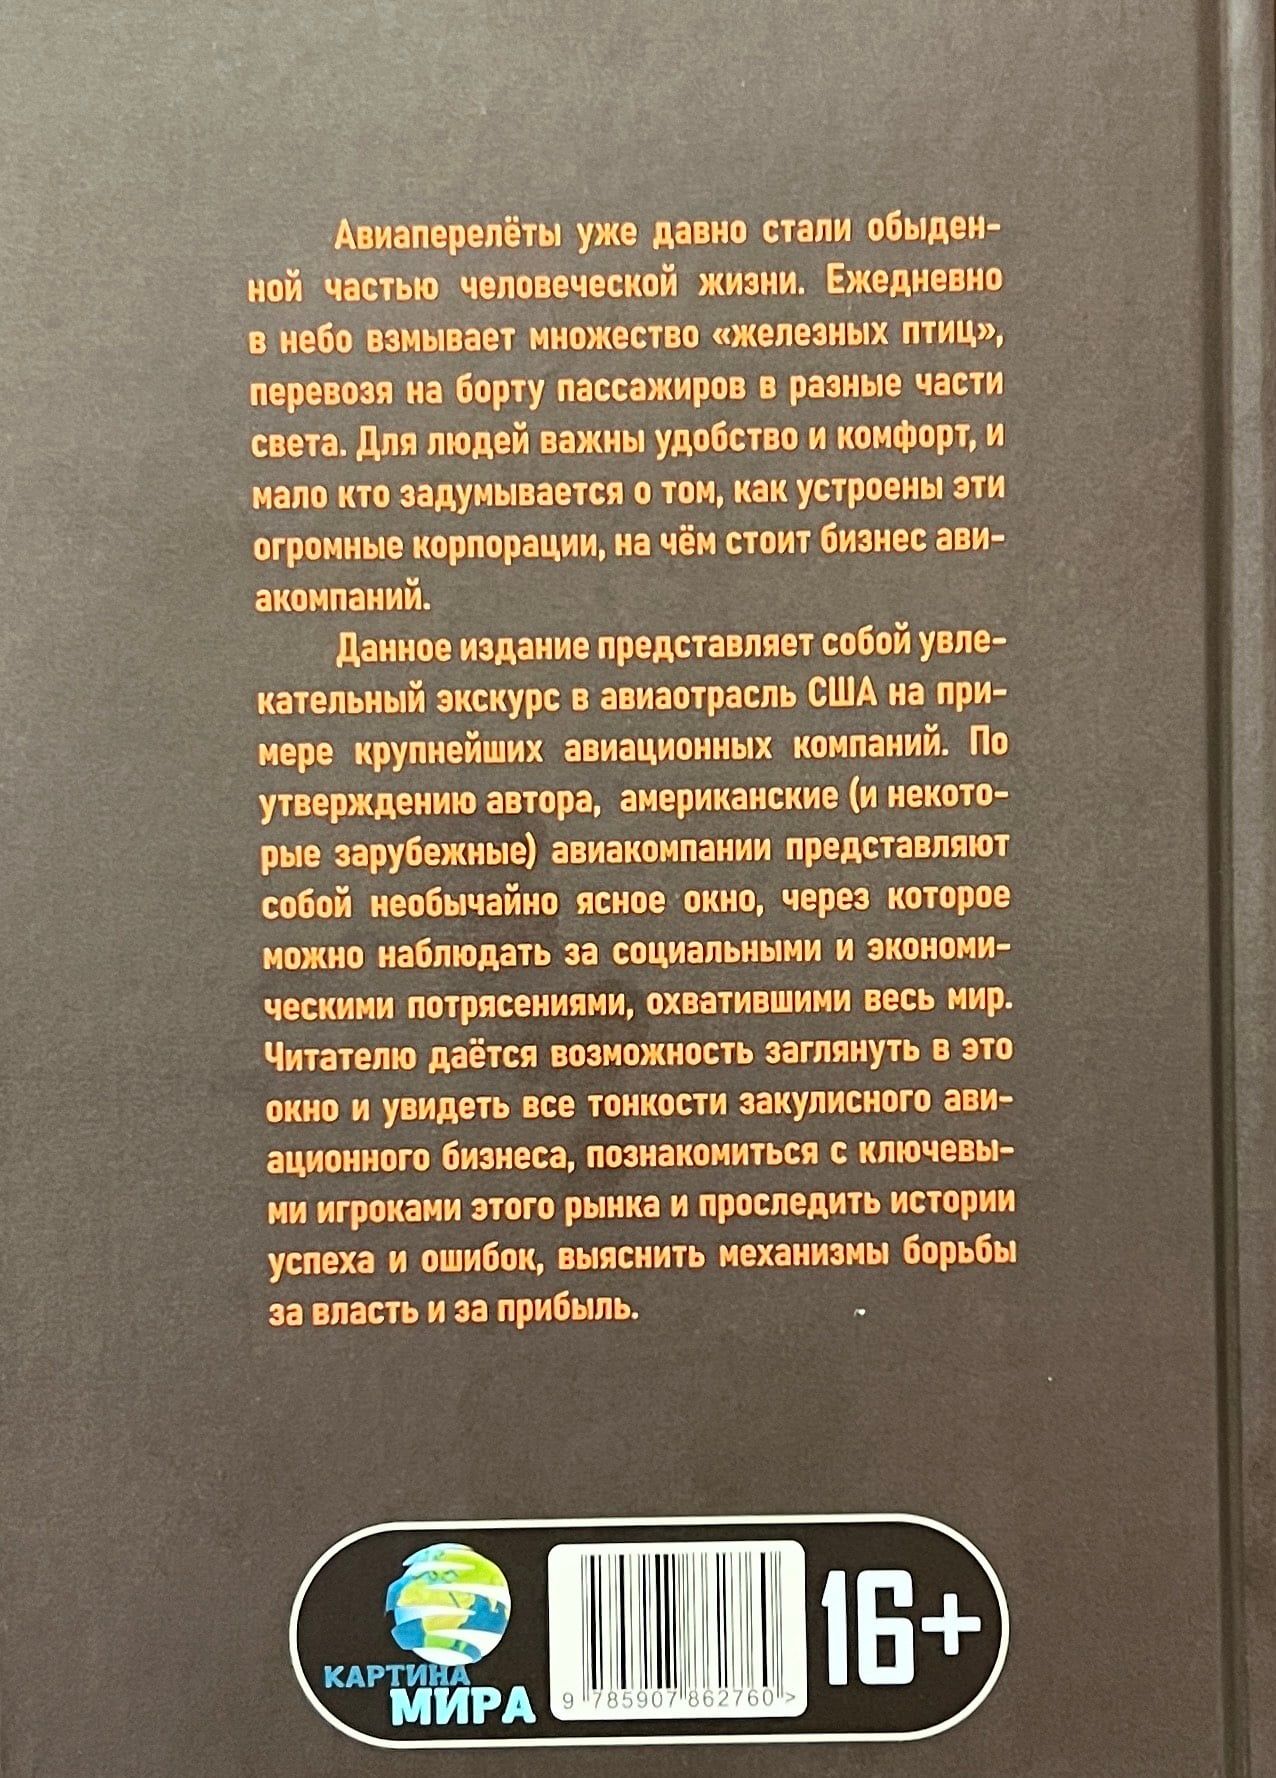 Авиаперелёты уже давно стали обыден-
ной частью человеческой жизни. Ежедневно
в небо взмывает множество «железных птиц»,
перевозя на борту пассажиров в разные части
света. Для людей важны удобство и комфорт, и
мало кто задумывается о том, как устроены эти
огромные корпорации, на чём стоит бизнес ави-
акомпаний.
Данное издание представляет собой увле-
кательный экскурс в авиаотрасль США на при-
мере крупнейших авиационных компаний. По
утверждению автора, американские (и некото-
рые зарубежные) авиакомпании представляют
собой необычайно ясное окно, через которое
можно наблюдать за социальными и экономи-
ческими потрясениями, охватившими весь мир.
Читателю даётся возможность заглянуть в это
окно и увидеть все тонкости закулисного ави-
ационного бизнеса, познакомиться с ключевы-
ми игроками этого рынка и проследить истории
успеха и ошибок, выяснить механизмы борьбы
за власть и за прибыль.
КАРТИНА
МИРА
9 785907 862760 >
16+